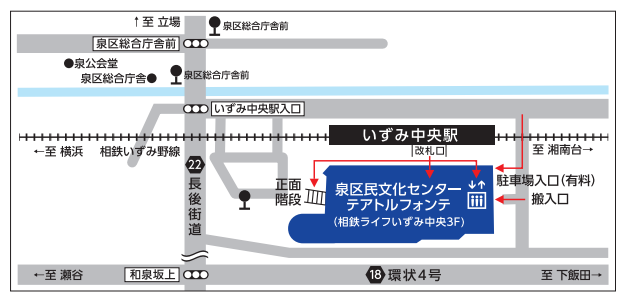 ↑至 立場
泉区総合庁舎前
泉区総合庁舎前
●泉公会堂
泉区総合庁舎●
泉区総合庁舎前
いずみ中央駅入口
いずみ中央駅
←至 横浜
相鉄いずみ野線
改札口
至 湘南台→
22
長後街道
正面
階段
泉区民文化センター
テアトルフォンテ
(相鉄ライフいずみ中央3F)
駐車場入口(有料)
搬入口
←至 瀬谷
和泉坂上
18 環状4号
至 下飯田→